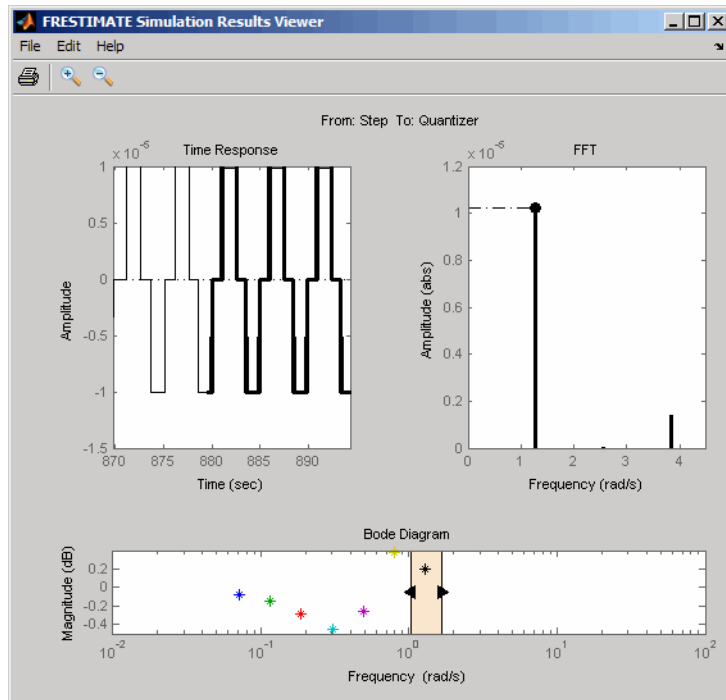 FRESTIMATE Simulation Results Viewer
File Edit Help
From: Step To: Quantizer
Time Response
x 10^-5
1
0.5
0
-0.5
-1
-1.5
870 875 880 885 890
Amplitude
Time (sec)
FFT
x 10^-5
1.2
1
0.8
0.6
0.4
0.2
0
0 1 2 3 4
Amplitude (abs)
Frequency (rad/s)
Bode Diagram
0.2
0
-0.2
-0.4
10^-2 10^-1 10^0 10^1 10^2
Magnitude (dB)
Frequency (rad/s)